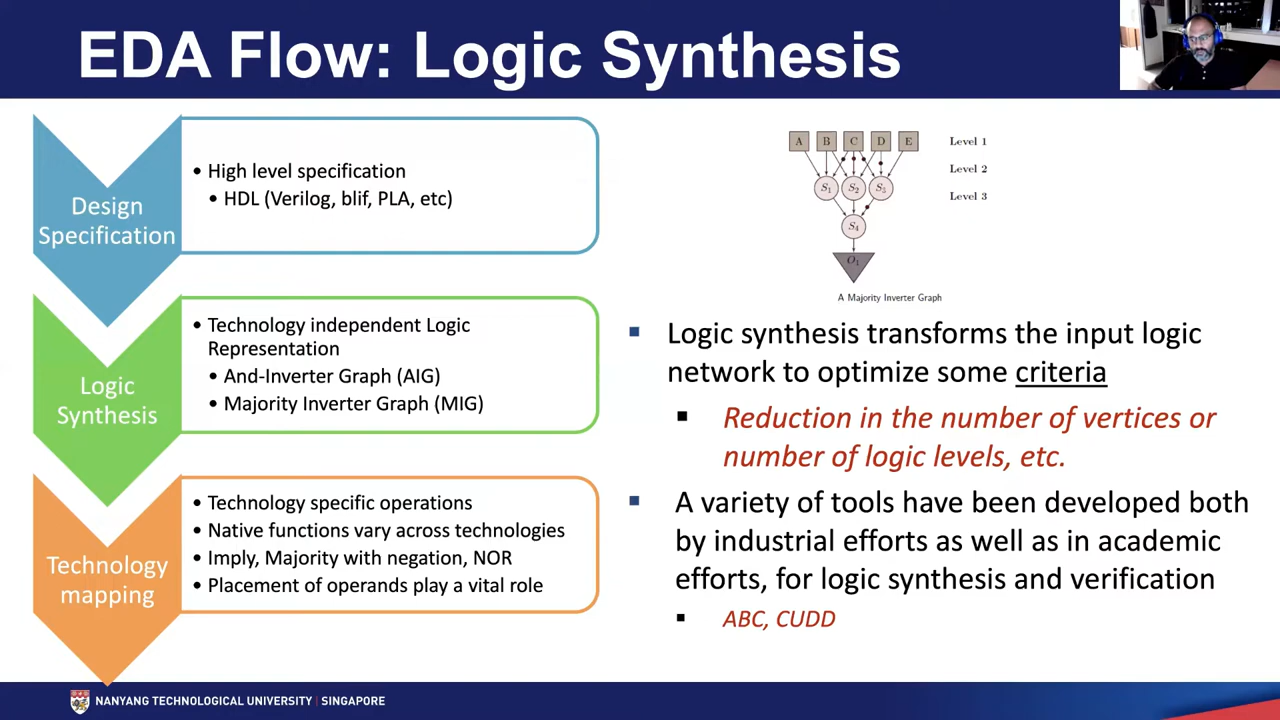 EDA Flow: Logic Synthesis
Design
Specification
• High level specification
• HDL (Verilog, blif, PLA, etc)
Logic
Synthesis
• Technology independent Logic
Representation
• And-Inverter Graph (AIG)
• Majority Inverter Graph (MIG)
Technology
mapping
• Technology specific operations
• Native functions vary across technologies
• Imply, Majority with negation, NOR
• Placement of operands play a vital role
A B C D E Level 1
Level 2
S1 S2 S3 Level 3
S4
O1
A Majority Inverter Graph
▪ Logic synthesis transforms the input logic
network to optimize some criteria
▪ Reduction in the number of vertices or
number of logic levels, etc.
▪ A variety of tools have been developed both
by industrial efforts as well as in academic
efforts, for logic synthesis and verification
▪ ABC, CUDD
NANYANG TECHNOLOGICAL UNIVERSITY | SINGAPORE